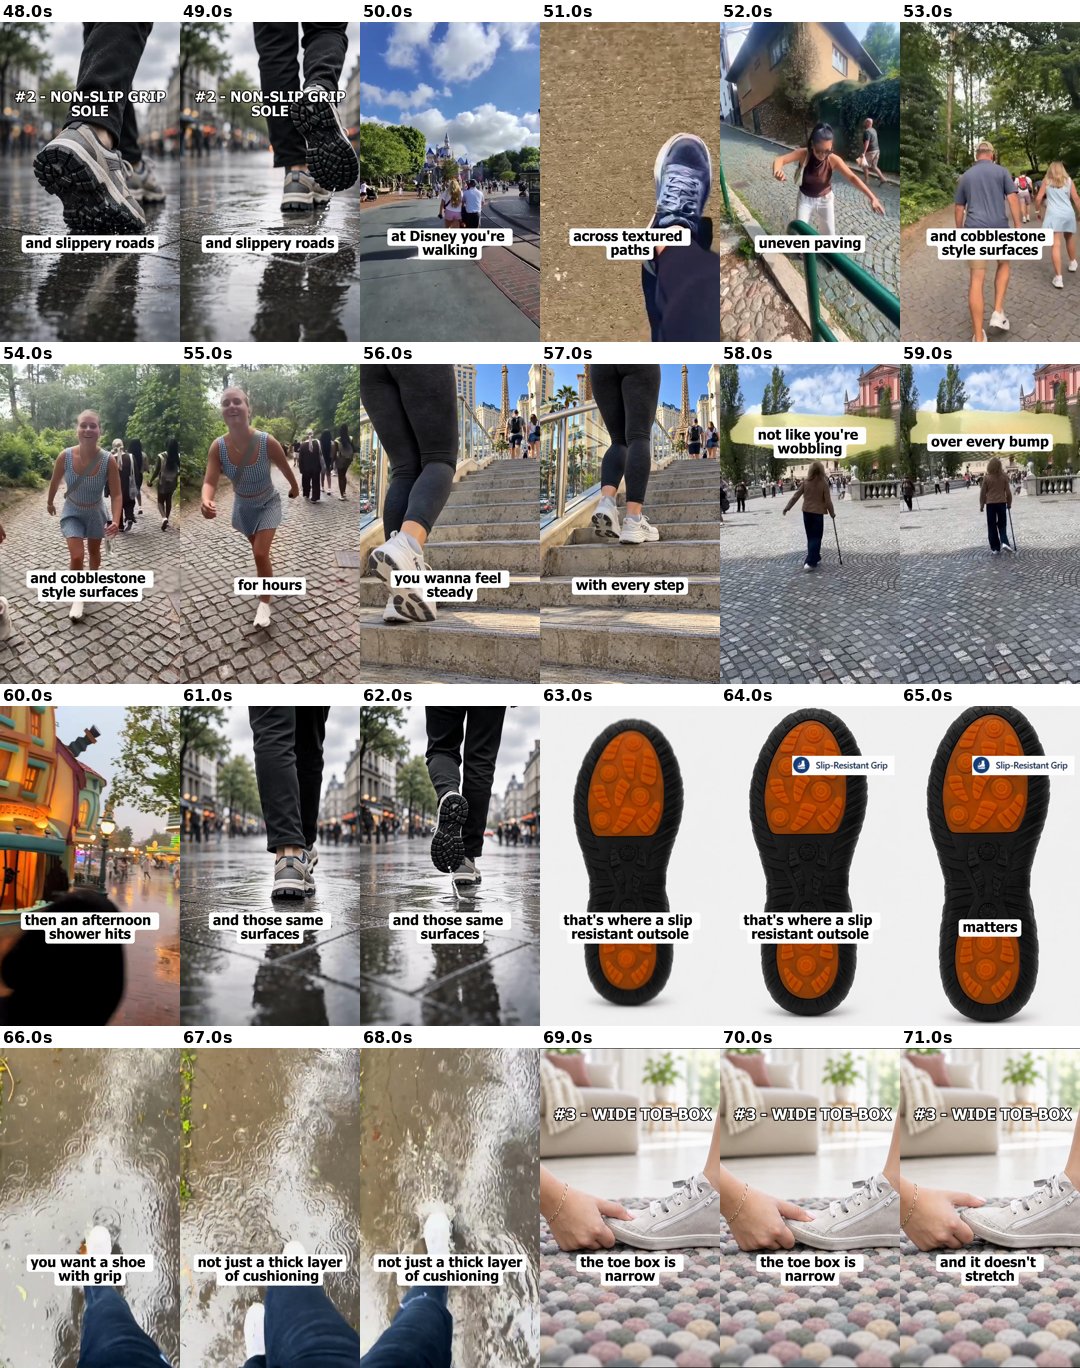 48.0s
49.0s
50.0s
51.0s
52.0s
53.0s
#2 - NON-SLIP GRIP
SOLE
and slippery roads
#2 - NON-SLIP GRIP
SOLE
and slippery roads
at Disney you're
walking
across textured
paths
uneven paving
and cobblestone
style surfaces
54.0s
55.0s
56.0s
57.0s
58.0s
59.0s
and cobblestone
style surfaces
for hours
you wanna feel
steady
with every step
not like you're
wobbling
over every bump
60.0s
61.0s
62.0s
63.0s
64.0s
65.0s
then an afternoon
shower hits
and those same
surfaces
and those same
surfaces
that's where a slip
resistant outsole
Slip-Resistant Grip
that's where a slip
resistant outsole
Slip-Resistant Grip
matters
66.0s
67.0s
68.0s
69.0s
70.0s
71.0s
you want a shoe
with grip
not just a thick layer
of cushioning
not just a thick layer
of cushioning
#3 - WIDE TOE-BOX
the toe box is
narrow
#3 - WIDE TOE-BOX
the toe box is
narrow
#3 - WIDE TOE-BOX
and it doesn't
stretch